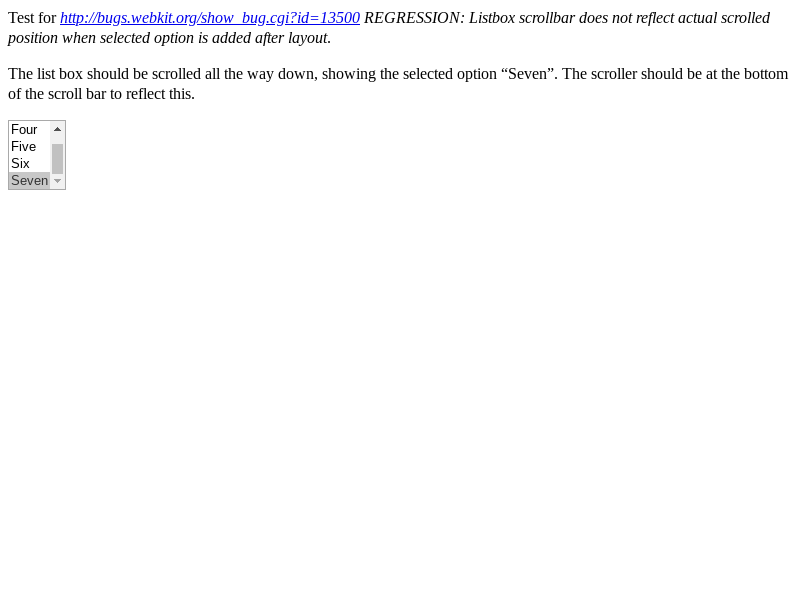 Test for http://bugs.webkit.org/show_bug.cgi?id=13500 REGRESSION: Listbox scrollbar does not reflect actual scrolled
position when selected option is added after layout.
The list box should be scrolled all the way down, showing the selected option “Seven”. The scroller should be at the bottom
of the scroll bar to reflect this.
Four
Five
Six
Seven